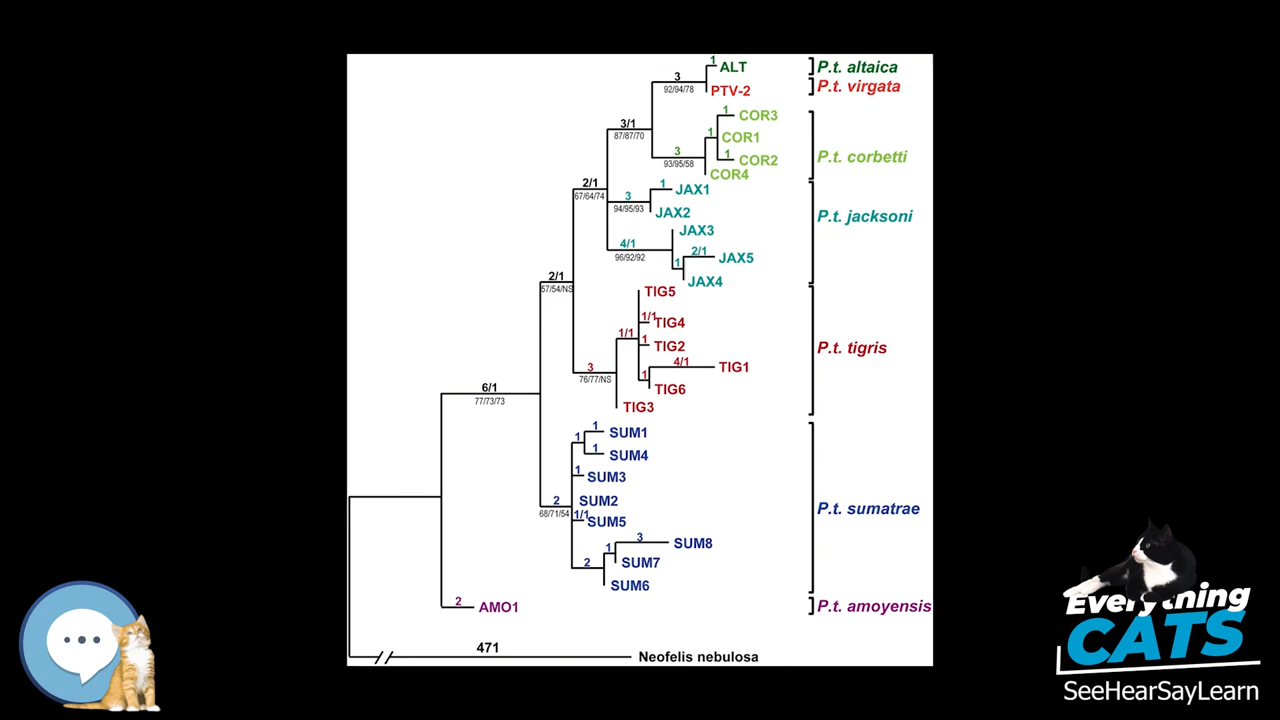 1
ALT
P.t. altaica
3
92/94/78
PTV-2
P.t. virgata
1
COR3
3/1
87/87/70
1
COR1
3
93/95/58
1
COR2
P.t. corbetti
COR4
2/1
67/64/74
1
JAX1
3
94/95/93
JAX2
P.t. jacksoni
JAX3
4/1
96/92/92
2/1
JAX5
1
JAX4
2/1
57/54/NS
TIG5
1/1
TIG4
1/1
1
TIG2
P.t. tigris
4/1
TIG1
3
76/77/NS
1
TIG6
6/1
77/73/73
TIG3
1
SUM1
1
1
SUM4
1
SUM3
2
68/71/54
SUM2
P.t. sumatrae
1/1
SUM5
3
SUM8
1
2
SUM7
SUM6
2
AMO1
P.t. amoyensis
471
Neofelis nebulosa
Everything
CATS
SeeHearSayLearn